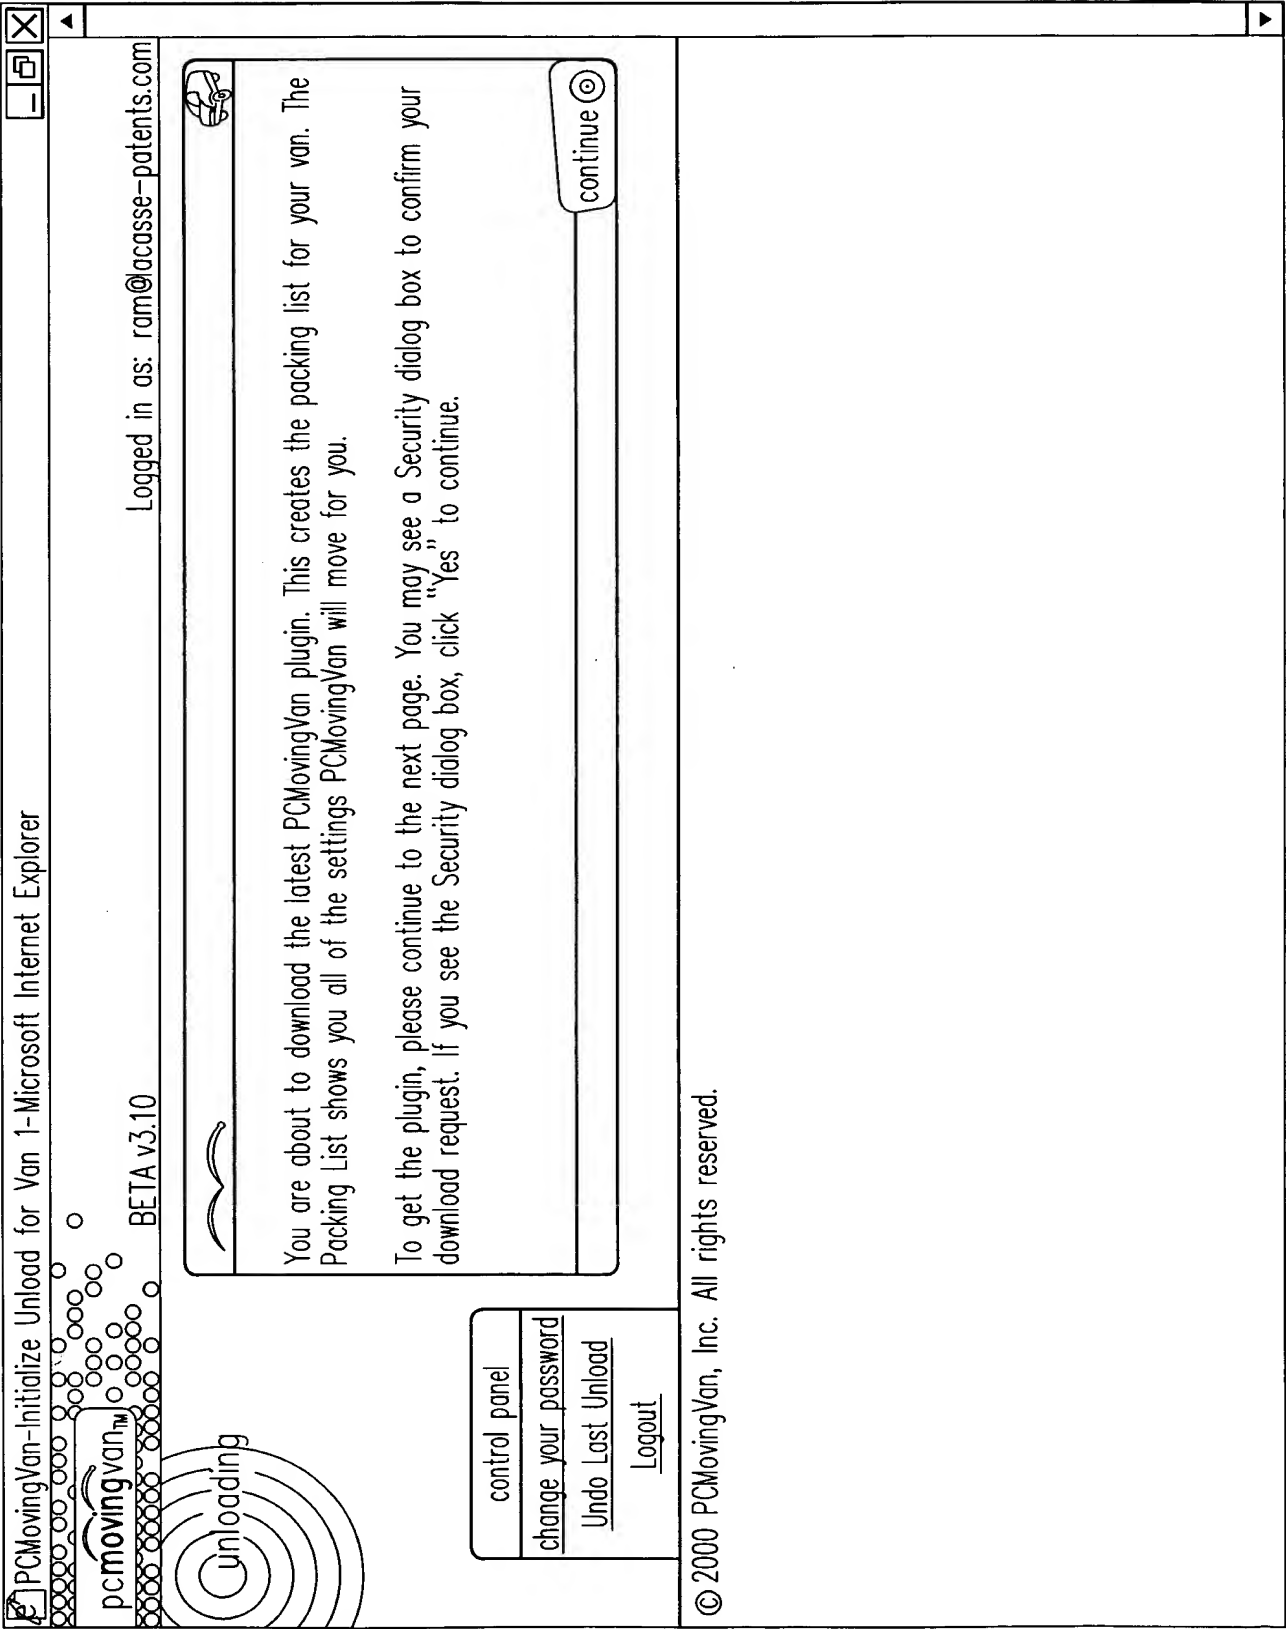 PCMovingVan-Initialize Unload for Van 1-Microsoft Internet Explorer
pcmovingvan™
BETA v3.10
Logged in as: ram@lacasse-patents.com
unloading
You are about to download the latest PCMovingVan plugin. This creates the packing list for your van. The
Packing List shows you all of the settings PCMovingVan will move for you.
To get the plugin, please continue to the next page. You may see a Security dialog box to confirm your
download request. If you see the Security dialog box, click "Yes" to continue.
continue
control panel
change your password
Undo Last Unload
Logout
© 2000 PCMovingVan, Inc. All rights reserved.